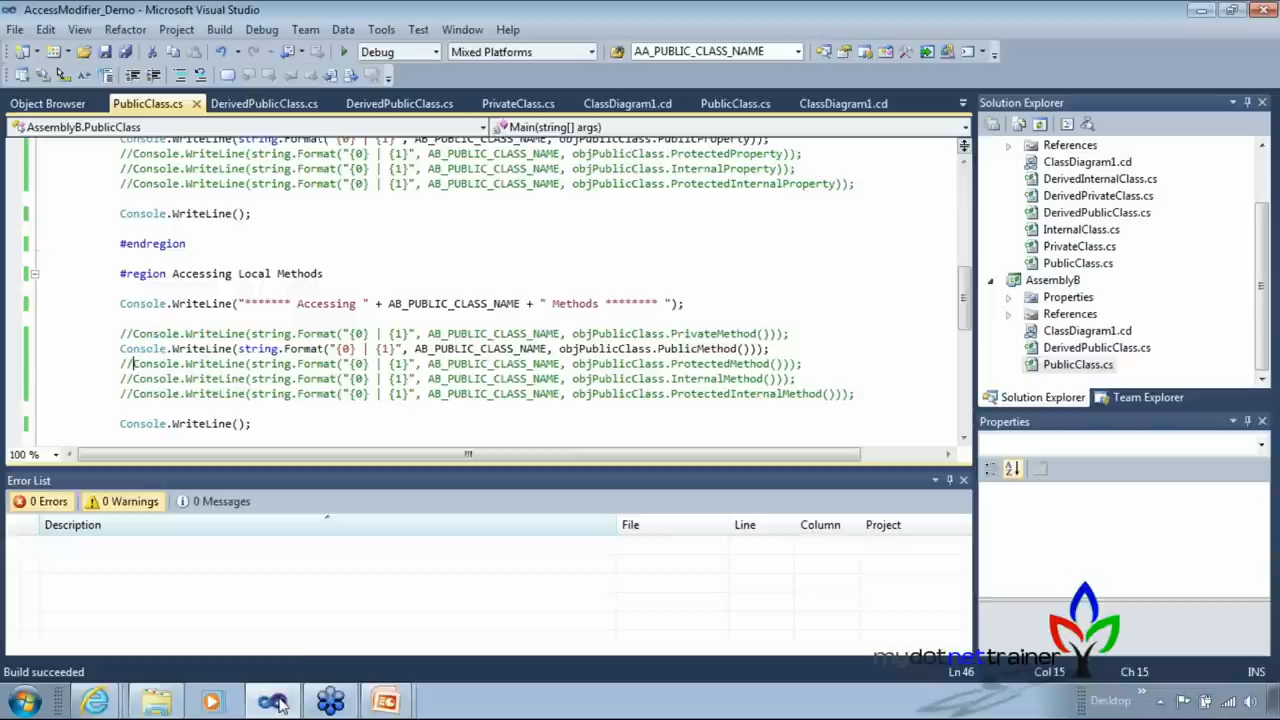 AccessModifier_Demo - Microsoft Visual Studio
File Edit View Refactor Project Build Debug Team Data Tools Test Window Help
Debug Mixed Platforms AA_PUBLIC_CLASS_NAME
Object Browser PublicClass.cs DerivedPublicClass.cs DerivedPublicClass.cs PrivateClass.cs ClassDiagram1.cd PublicClass.cs ClassDiagram1.cd
AssemblyB.PublicClass Main(string[] args)
Console.WriteLine(string.Format("{0} | {1}", AB_PUBLIC_CLASS_NAME, objPublicClass.PublicProperty));
//Console.WriteLine(string.Format("{0} | {1}", AB_PUBLIC_CLASS_NAME, objPublicClass.ProtectedProperty));
//Console.WriteLine(string.Format("{0} | {1}", AB_PUBLIC_CLASS_NAME, objPublicClass.InternalProperty));
//Console.WriteLine(string.Format("{0} | {1}", AB_PUBLIC_CLASS_NAME, objPublicClass.ProtectedInternalProperty));
Console.WriteLine();
#endregion
#region Accessing Local Methods
Console.WriteLine("******* Accessing " + AB_PUBLIC_CLASS_NAME + " Methods ******** ");
//Console.WriteLine(string.Format("{0} | {1}", AB_PUBLIC_CLASS_NAME, objPublicClass.PrivateMethod()));
Console.WriteLine(string.Format("{0} | {1}", AB_PUBLIC_CLASS_NAME, objPublicClass.PublicMethod()));
//Console.WriteLine(string.Format("{0} | {1}", AB_PUBLIC_CLASS_NAME, objPublicClass.ProtectedMethod()));
//Console.WriteLine(string.Format("{0} | {1}", AB_PUBLIC_CLASS_NAME, objPublicClass.InternalMethod()));
//Console.WriteLine(string.Format("{0} | {1}", AB_PUBLIC_CLASS_NAME, objPublicClass.ProtectedInternalMethod()));
Console.WriteLine();
100 %
Solution Explorer
References
ClassDiagram1.cd
DerivedInternalClass.cs
DerivedPrivateClass.cs
DerivedPublicClass.cs
InternalClass.cs
PrivateClass.cs
PublicClass.cs
AssemblyB
Properties
References
ClassDiagram1.cd
DerivedPublicClass.cs
PublicClass.cs
Solution Explorer Team Explorer
Properties
Error List
0 Errors 0 Warnings 0 Messages
Description File Line Column Project
mydotnettrainer
Build succeeded Ln 46 Col 15 Ch 15 INS
Desktop